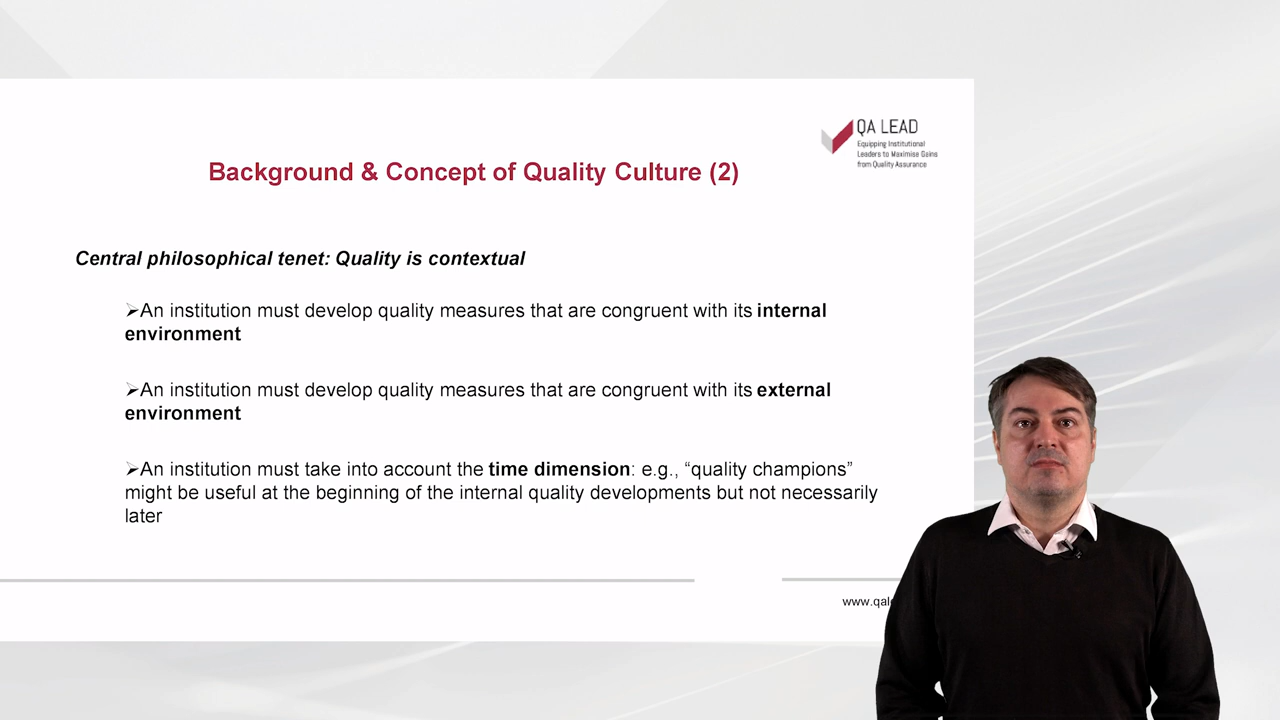 QA LEAD
Equipping Institutional
Leaders to Maximise Gains
from Quality Assurance
Background & Concept of Quality Culture (2)
Central philosophical tenet: Quality is contextual
➢An institution must develop quality measures that are congruent with its internal
environment
➢An institution must develop quality measures that are congruent with its external
environment
➢An institution must take into account the time dimension: e.g., “quality champions”
might be useful at the beginning of the internal quality developments but not necessarily
later